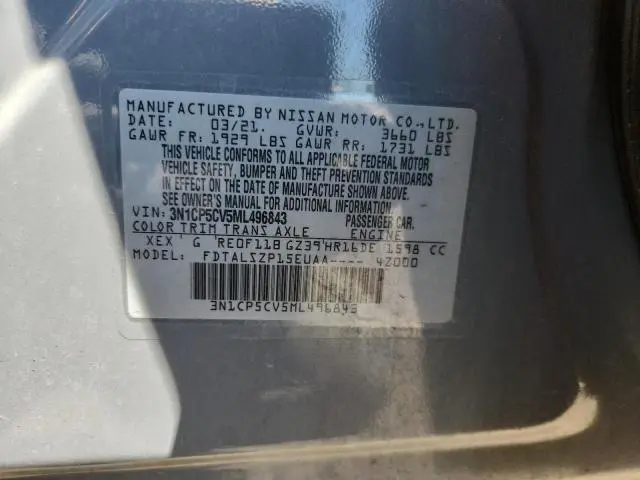 MANUFACTURED BY NISSAN MOTOR CO., LTD.
DATE: 03/21. GVWR: 3660 LBS
GAWR FR: 1929 LBS GAWR RR: 1731 LBS
THIS VEHICLE CONFORMS TO ALL APPLICABLE FEDERAL MOTOR
VEHICLE SAFETY, BUMPER AND THEFT PREVENTION STANDARDS
IN EFFECT ON THE DATE OF MANUFACTURE SHOWN ABOVE.
SEE OWNER'S MANUAL FOR ADDITIONAL INFORMATION.
VIN: 3N1CP5CV5ML496843 PASSENGER CAR.
COLOR TRIM TRANS AXLE ENGINE
XEX G RE0F11B GZ39 HR16DE 1598 CC
MODEL: FDTALSZP15EUAA---- 4Z000
3N1CP5CV5ML496843